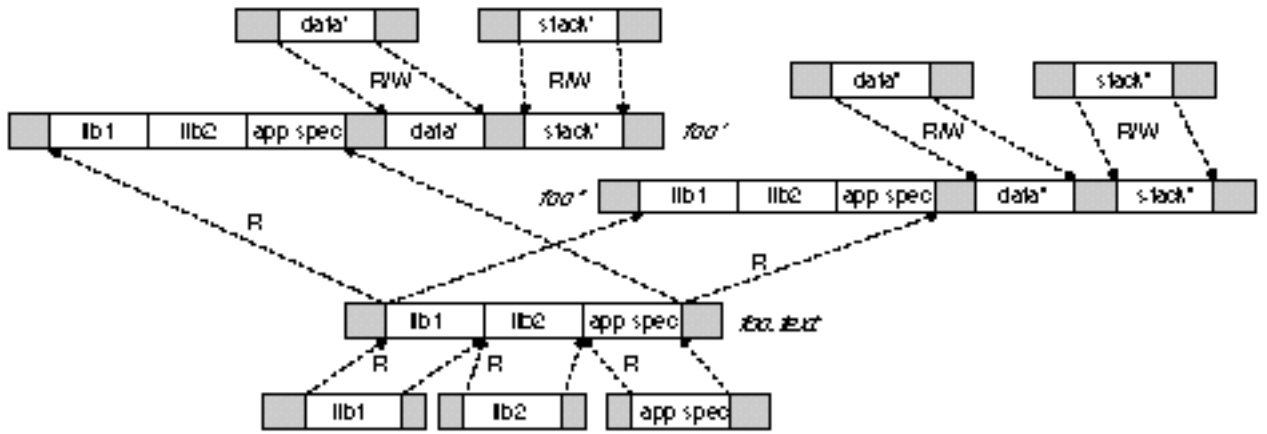 data' stack'
R/W R/W
data" stack"
lib1 lib2 app spec data' stack' foo'
R/W R/W
foo" lib1 lib2 app spec data" stack"
R
R
lib1 lib2 app spec foo.text
R R R
lib1 lib2 app spec